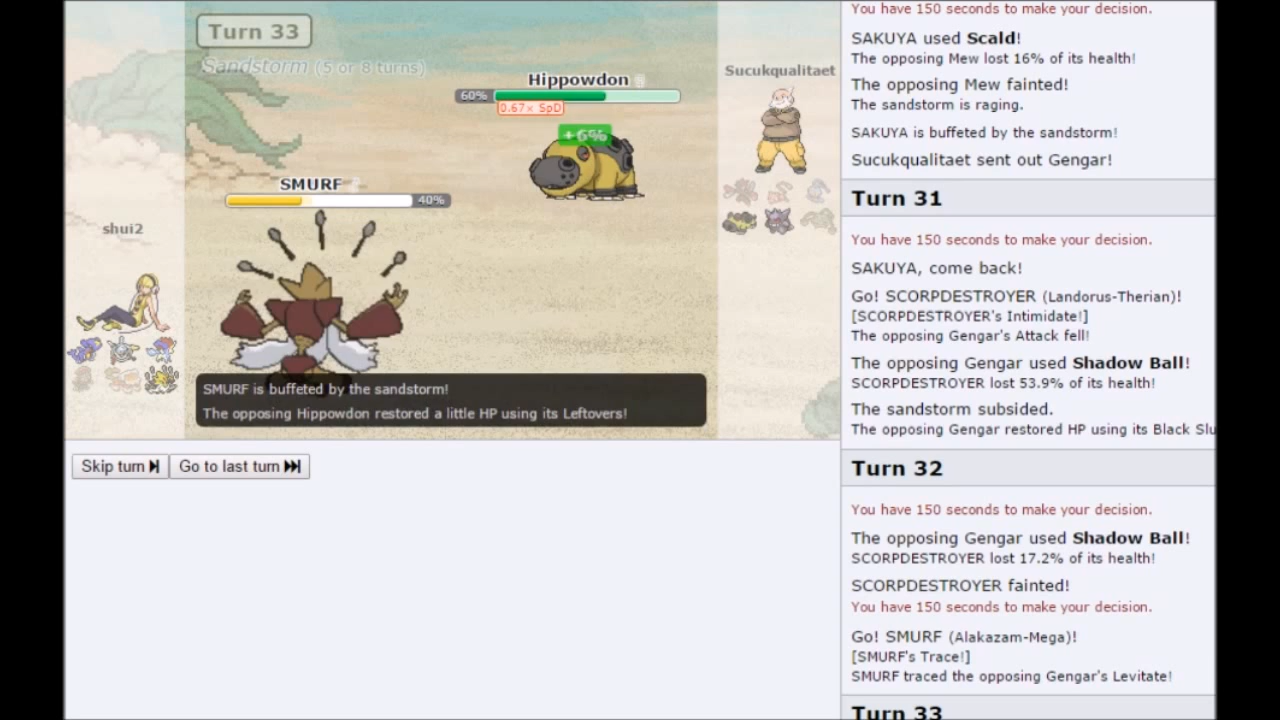 Turn 33
Sandstorm (5 or 8 turns)
Hippowdon
60%
0.67× SpD
+6%
SMURF
40%
shui2
Sucukqualitaet
SMURF is buffeted by the sandstorm!
The opposing Hippowdon restored a little HP using its Leftovers!
Skip turn
Go to last turn
You have 150 seconds to make your decision.
SAKUYA used Scald!
The opposing Mew lost 16% of its health!
The opposing Mew fainted!
The sandstorm is raging.
SAKUYA is buffeted by the sandstorm!
Sucukqualitaet sent out Gengar!
Turn 31
You have 150 seconds to make your decision.
SAKUYA, come back!
Go! SCORPDESTROYER (Landorus-Therian)!
[SCORPDESTROYER's Intimidate!]
The opposing Gengar's Attack fell!
The opposing Gengar used Shadow Ball!
SCORPDESTROYER lost 53.9% of its health!
The sandstorm subsided.
The opposing Gengar restored HP using its Black Slu
Turn 32
You have 150 seconds to make your decision.
The opposing Gengar used Shadow Ball!
SCORPDESTROYER lost 17.2% of its health!
SCORPDESTROYER fainted!
You have 150 seconds to make your decision.
Go! SMURF (Alakazam-Mega)!
[SMURF's Trace!]
SMURF traced the opposing Gengar's Levitate!
Turn 33